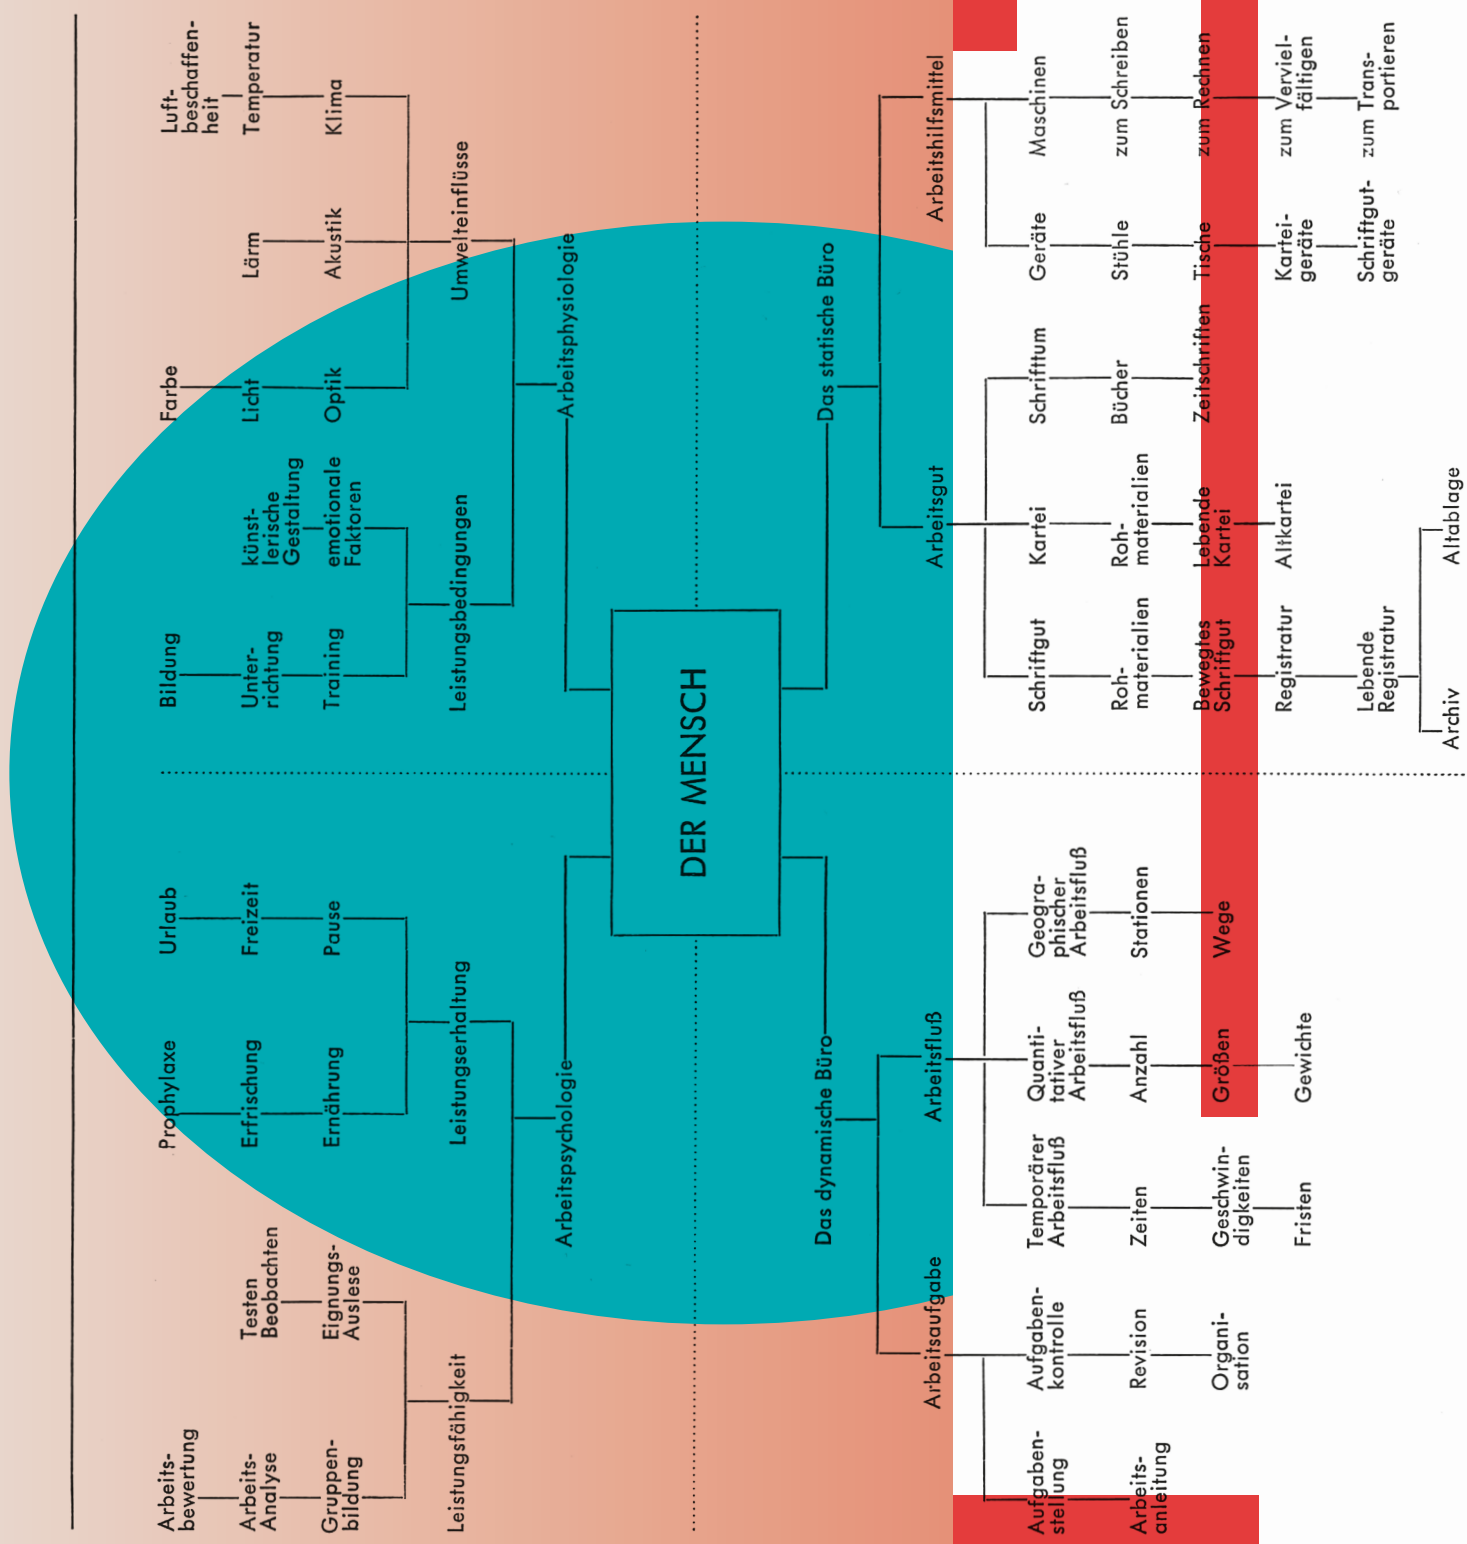 Arbeits-
bewertung
Arbeits-
Analyse
Gruppen-
bildung
Testen
Beobachten
Eignungs-
Auslese
Leistungsfähigkeit
Prophylaxe
Erfrischung
Ernährung
Urlaub
Freizeit
Pause
Leistungserhaltung
Arbeitspsychologie
Bildung
Unter-
richtung
Training
künst-
lerische
Gestaltung
emotionale
Faktoren
Leistungsbedingungen
Farbe
Licht
Optik
Lärm
Akustik
Luft-
beschaffen-
heit
Temperatur
Klima
Umwelteinflüsse
Arbeitsphysiologie
DER MENSCH
Das dynamische Büro
Arbeitsaufgabe
Aufgaben-
stellung
Arbeits-
anleitung
Aufgaben-
kontrolle
Revision
Organi-
sation
Arbeitsfluß
Temporärer
Arbeitsfluß
Zeiten
Geschwin-
digkeiten
Fristen
Quanti-
tativer
Arbeitsfluß
Anzahl
Größen
Gewichte
Geogra-
phischer
Arbeitsfluß
Stationen
Wege
Das statische Büro
Arbeitsgut
Schriftgut
Roh-
materialien
Bewegtes
Schriftgut
Registratur
Lebende
Registratur
Archiv
Altablage
Kartei
Roh-
materialien
Lebende
Kartei
Altkartei
Schrifttum
Bücher
Zeitschriften
Arbeitshilfsmittel
Geräte
Stühle
Tische
Kartei-
geräte
Schriftgut-
geräte
Maschinen
zum Schreiben
zum Rechnen
zum Verviel-
fältigen
zum Trans-
portieren